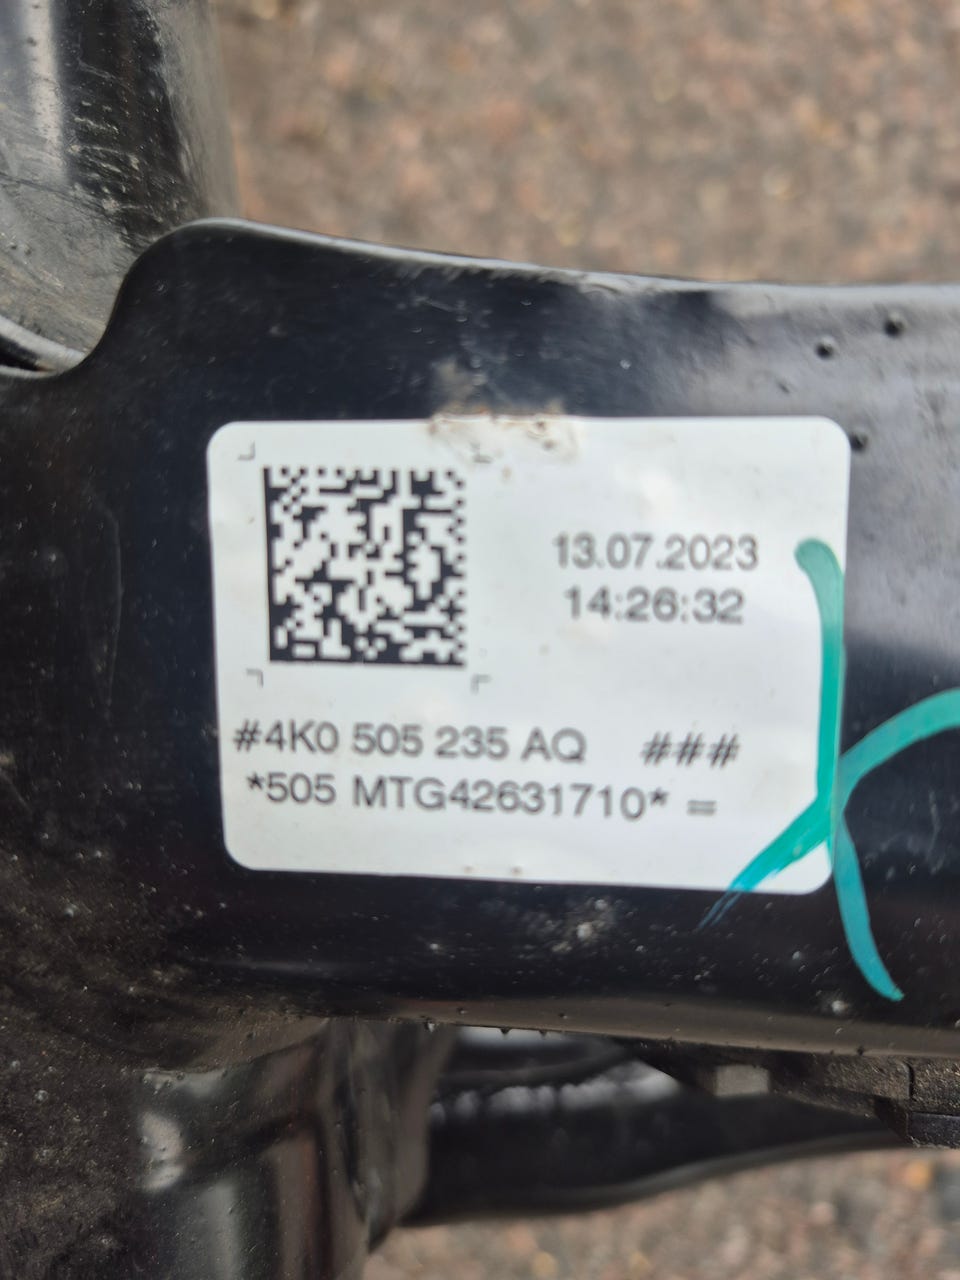 13.07.2023
14:26:32
#4K0 505 235 AQ ###
*505 MTG42631710* =